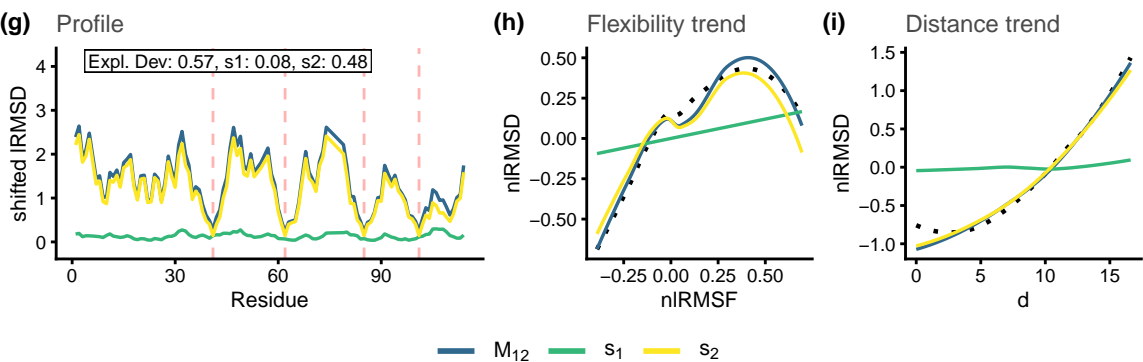 (g) Profile
Expl. Dev: 0.57, s1: 0.08, s2: 0.48
shifted lRMSD
4
3
2
1
0
0 30 60 90
Residue
(h) Flexibility trend
nlRMSD
0.50
0.25
0.00
−0.25
−0.50
−0.25 0.00 0.25 0.50
nlRMSF
(i) Distance trend
nlRMSD
1.5
1.0
0.5
0.0
−0.5
−1.0
0 5 10 15
d
M12 s1 s2